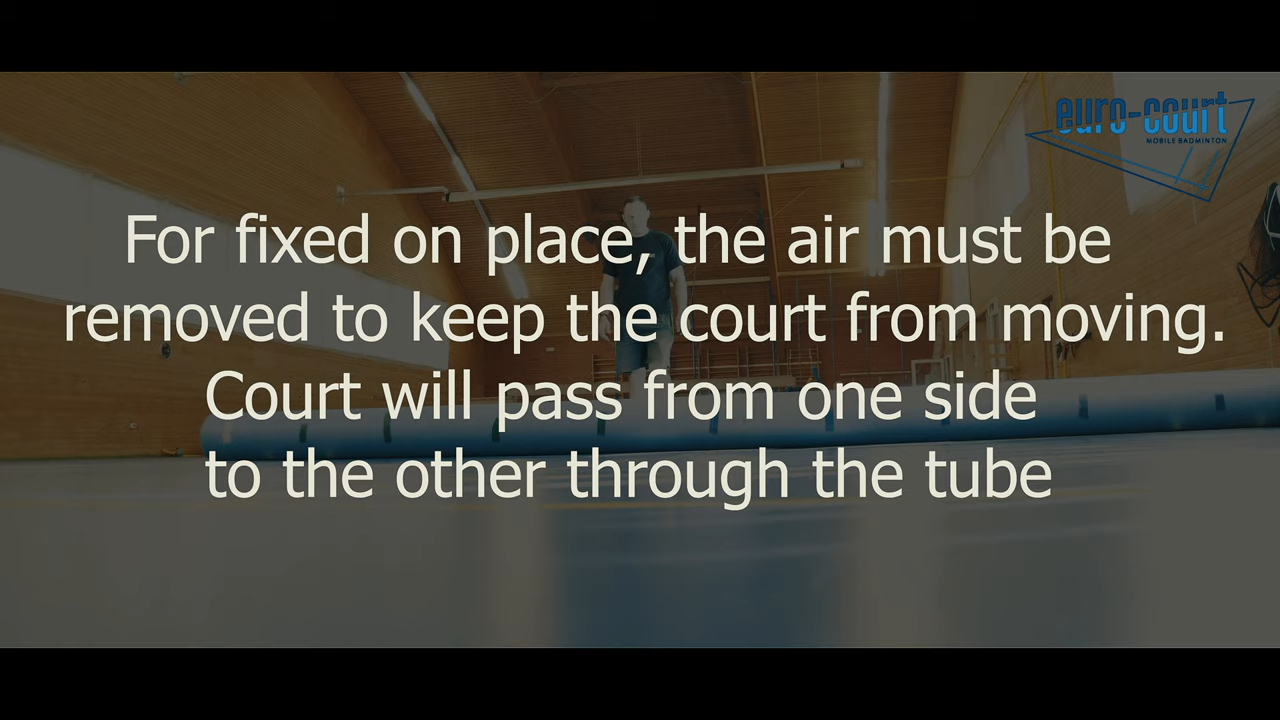 euro-court
MOBILE BADMINTON
For fixed on place, the air must be
removed to keep the court from moving.
Court will pass from one side
to the other through the tube